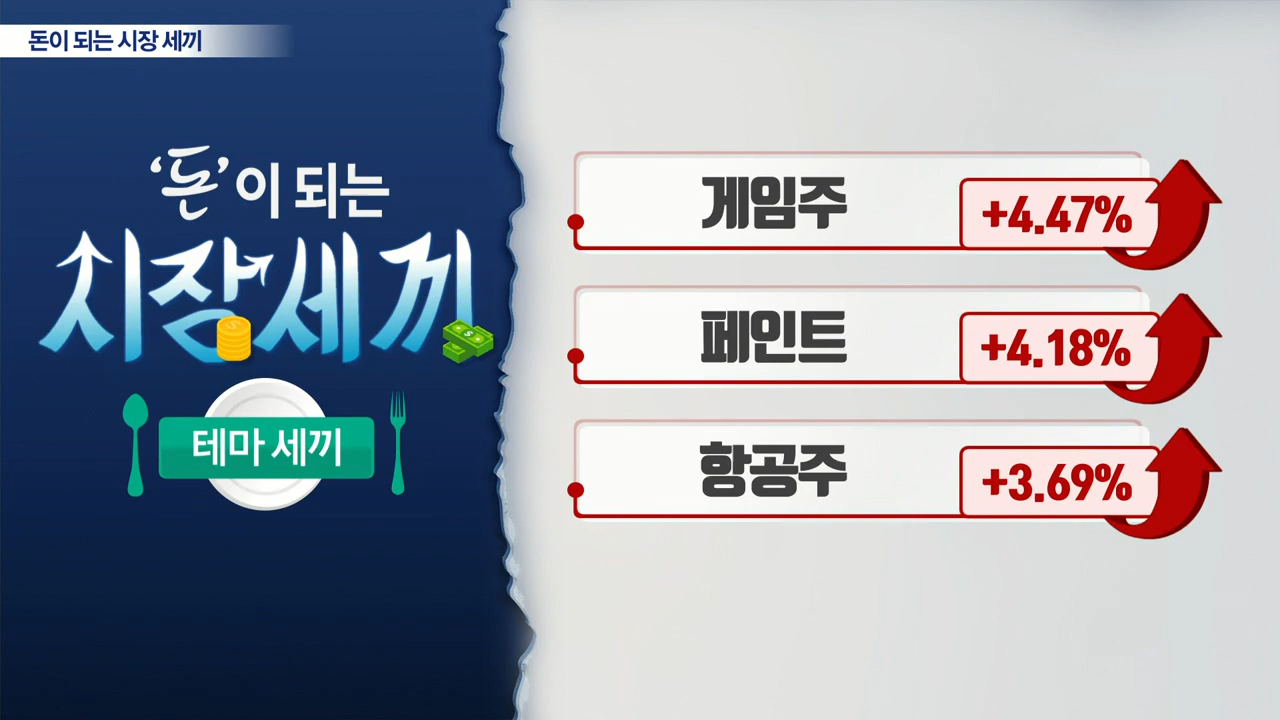 돈이 되는 시장 세끼
‘돈’이 되는
시장세끼
테마 세끼
게임주
+4.47%
페인트
+4.18%
항공주
+3.69%